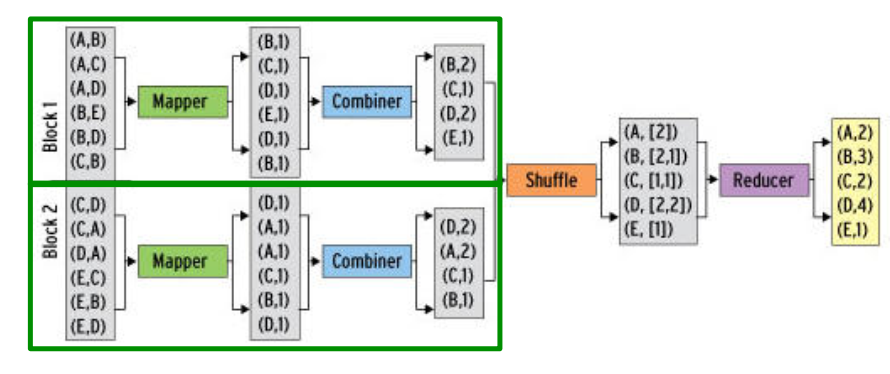 Block 1
(A,B)
(A,C)
(A,D)
(B,E)
(B,D)
(C,B)
Mapper
(B,1)
(C,1)
(D,1)
(E,1)
(D,1)
(B,1)
Combiner
(B,2)
(C,1)
(D,2)
(E,1)
Block 2
(C,D)
(C,A)
(D,A)
(E,C)
(E,B)
(E,D)
Mapper
(D,1)
(A,1)
(A,1)
(C,1)
(B,1)
(D,1)
Combiner
(D,2)
(A,2)
(C,1)
(B,1)
Shuffle
(A, [2])
(B, [2,1])
(C, [1,1])
(D, [2,2])
(E, [1])
Reducer
(A,2)
(B,3)
(C,2)
(D,4)
(E,1)